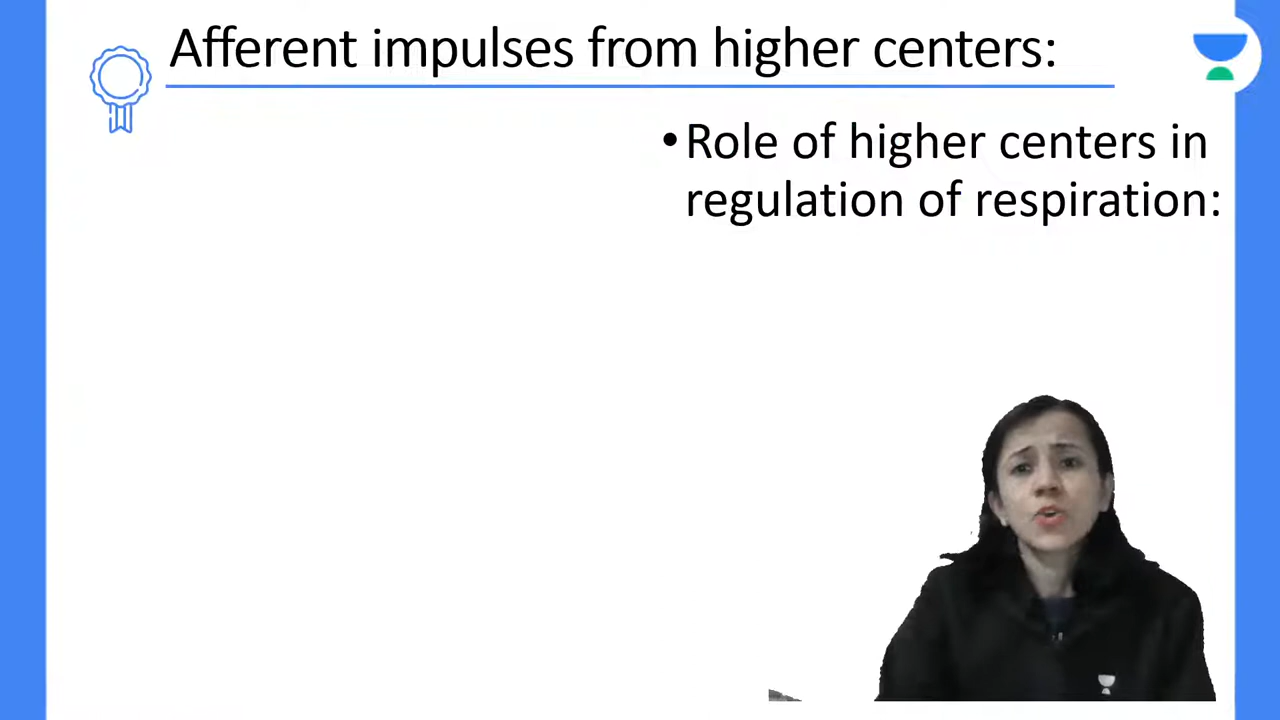 Afferent impulses from higher centers:
•Role of higher centers in
regulation of respiration: